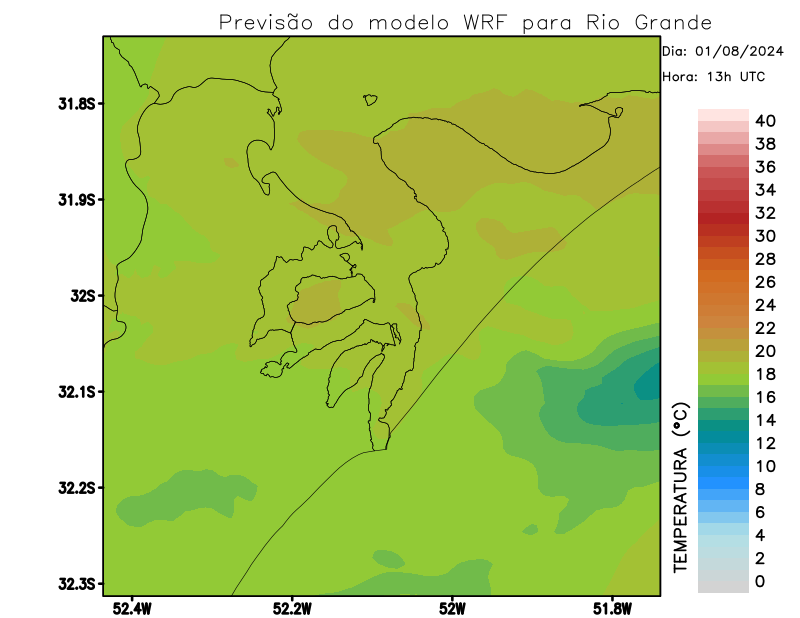 Previsão do modelo WRF para Rio Grande
Dia: 01/08/2024
Hora: 13h UTC
31.8S
31.9S
32S
32.1S
32.2S
32.3S
52.4W
52.2W
52W
51.8W
TEMPERATURA (°C)
40
38
36
34
32
30
28
26
24
22
20
18
16
14
12
10
8
6
4
2
0